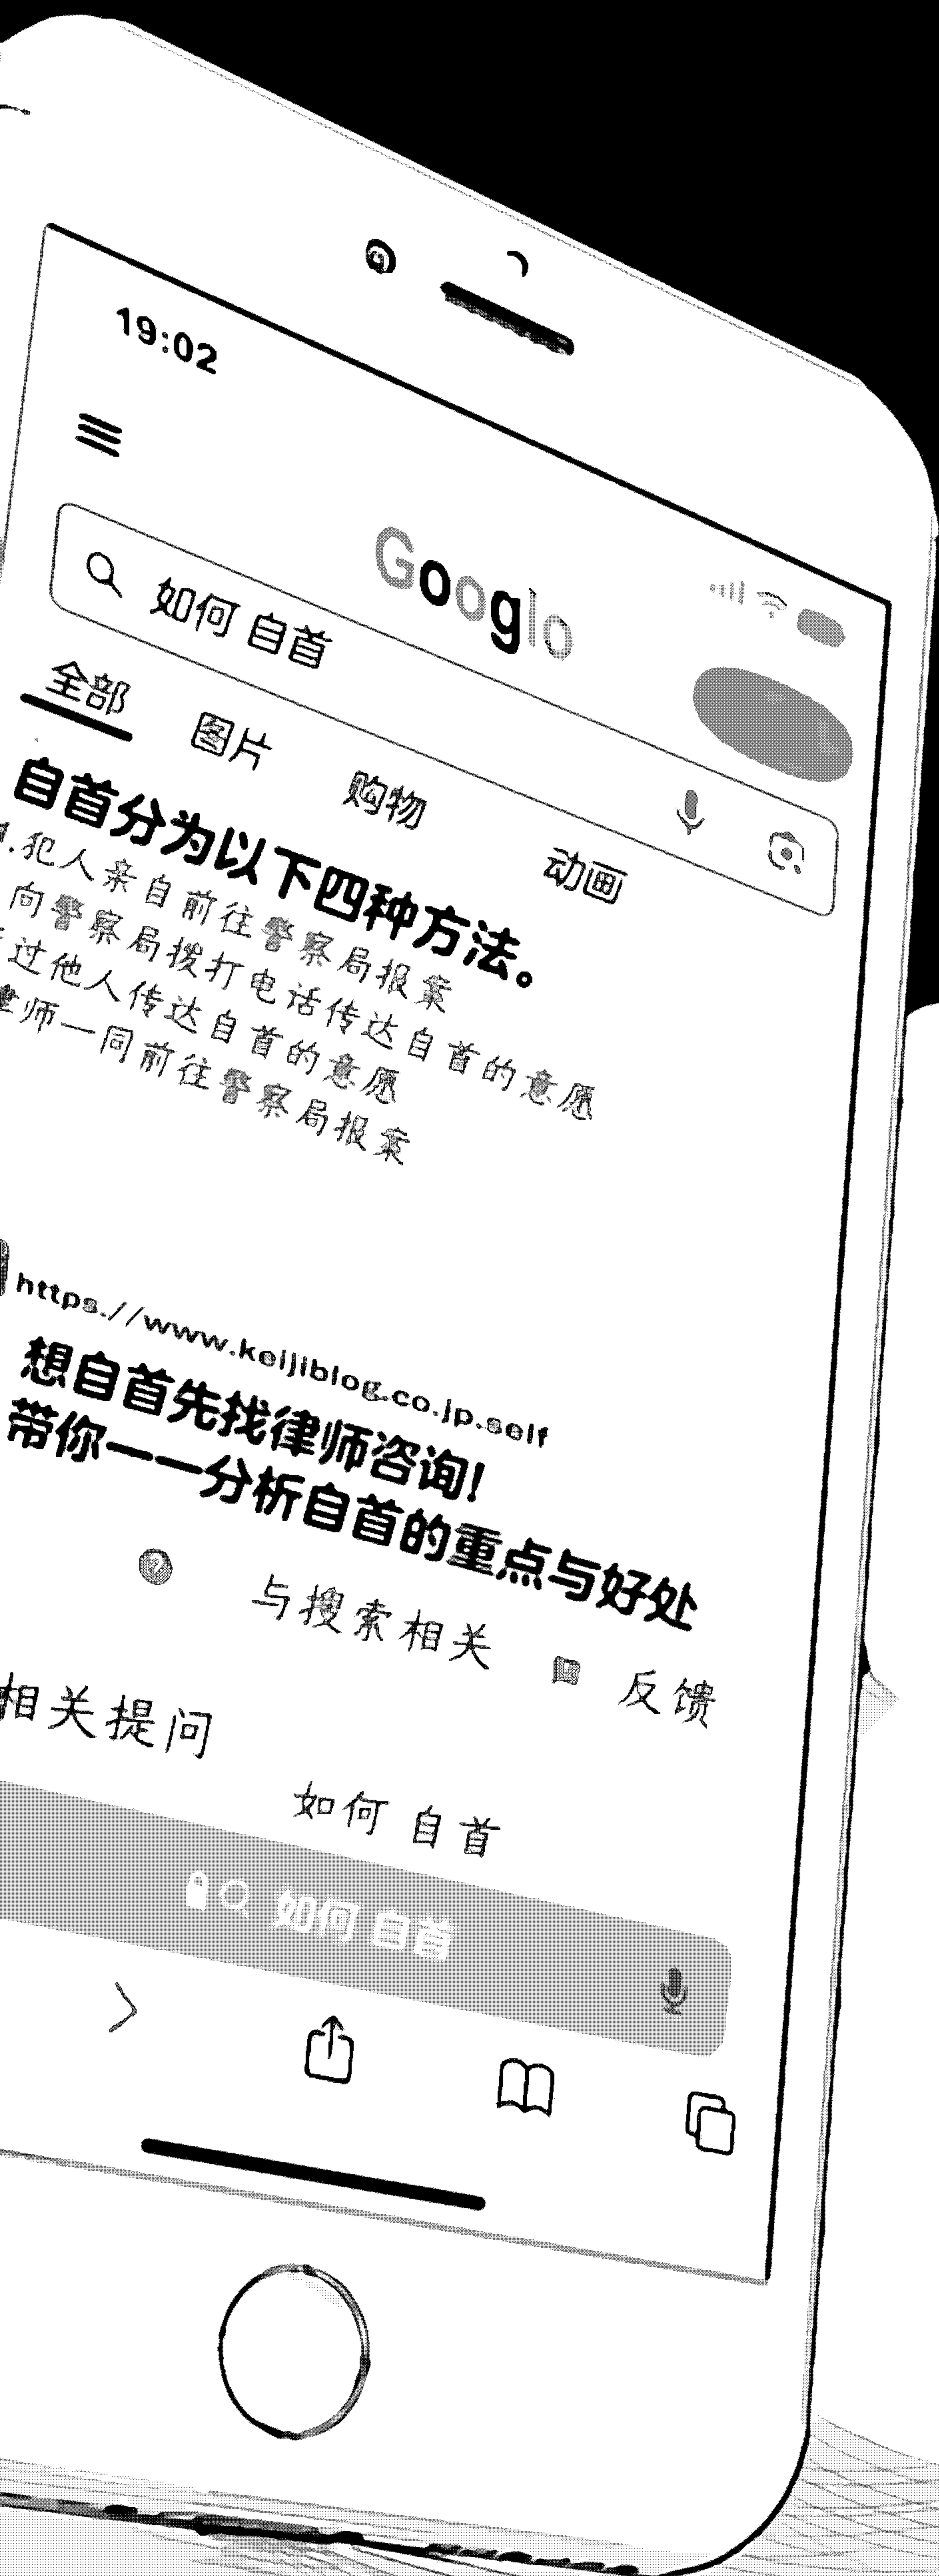 19:02
Googlo
如何 自首
全部 图片 购物 动画
自首分为以下四种方法。
.犯人亲自前往警察局报案
向警察局拨打电话传达自首的意愿
过他人传达自首的意愿
律师一同前往警察局报案
https.//www.keijiblog.co.jp.self
想自首先找律师咨询!
带你一一分析自首的重点与好处
与搜索相关 反馈
相关提问
如何 自首
如何 自首